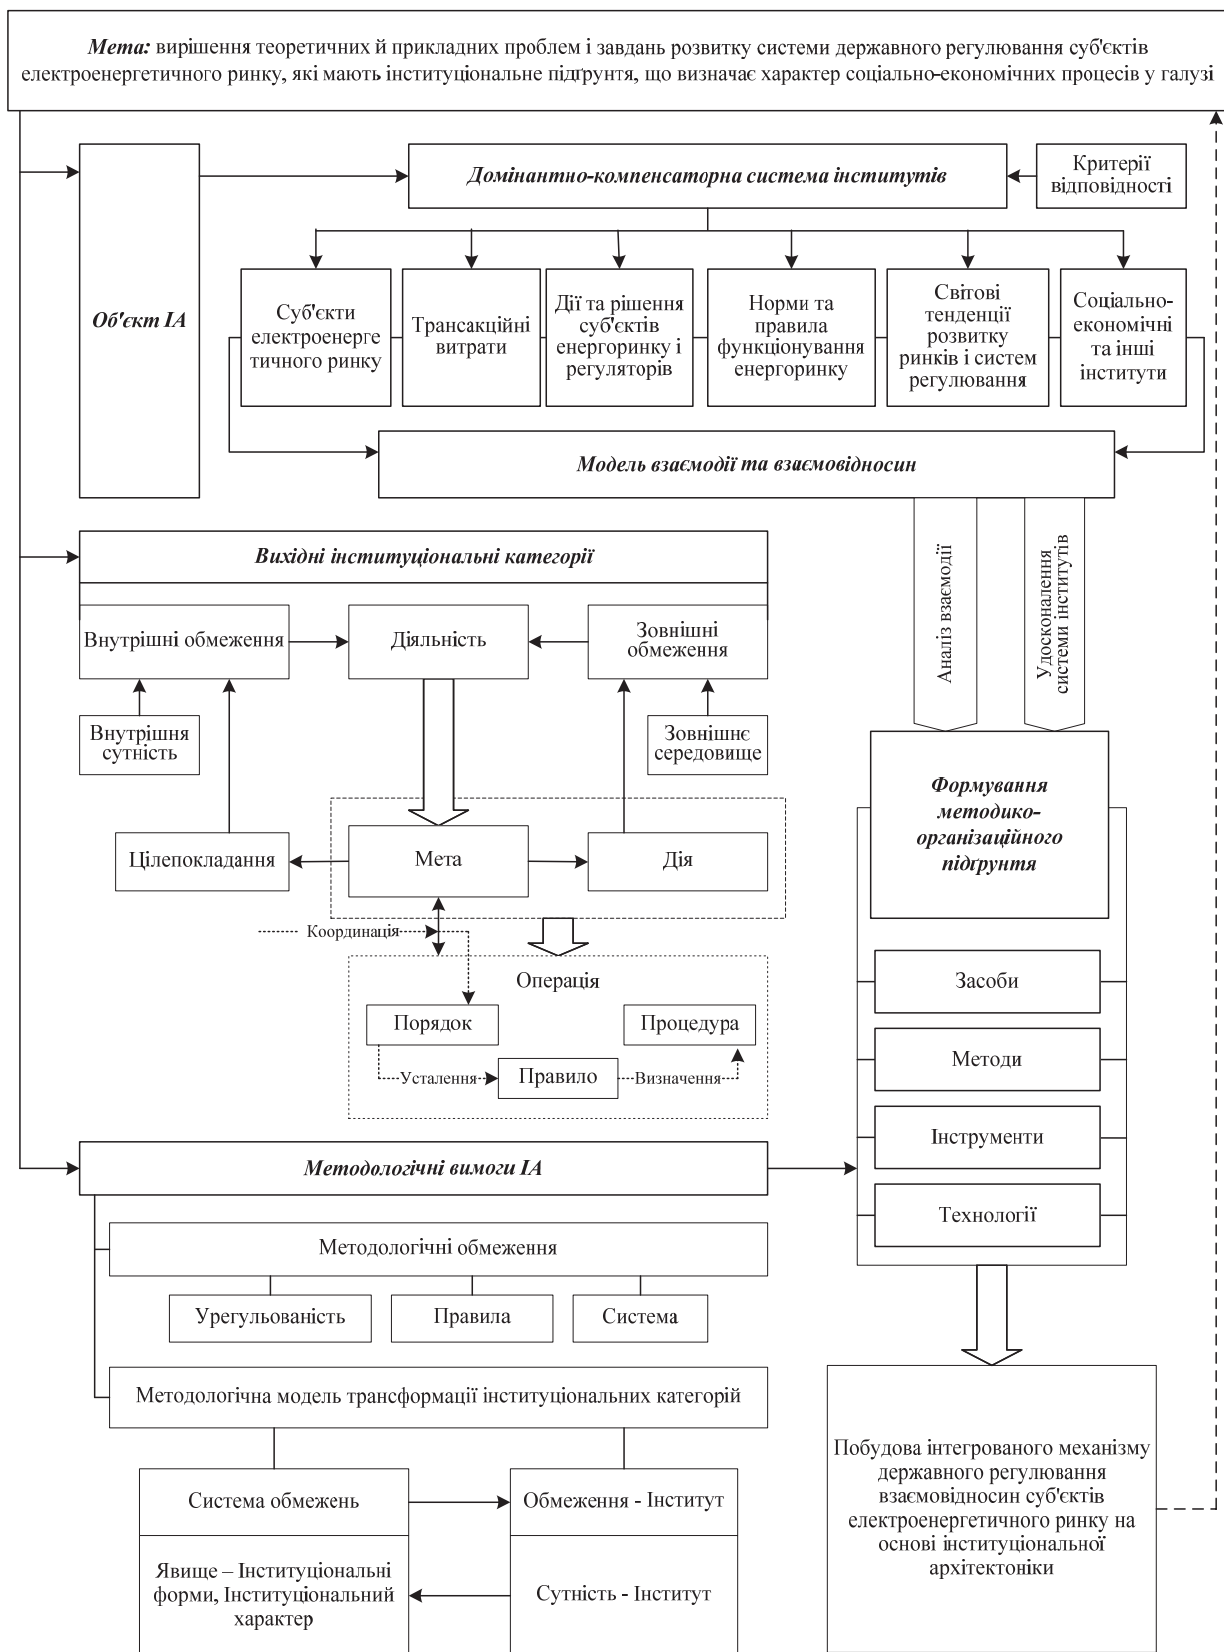 Мета: вирішення теоретичних й прикладних проблем і завдань розвитку системи державного регулювання суб'єктів
електроенергетичного ринку, які мають інституціональне підґрунтя, що визначає характер соціально-економічних процесів у галузі
Об'єкт ІА
Домінантно-компенсаторна система інститутів
Критерії
відповідності
Суб'єкти
електроенерге
тичного ринку
Трансакційні
витрати
Дії та рішення
суб'єктів
енергоринку і
регуляторів
Норми та
правила
функціонування
енергоринку
Світові
тенденції
розвитку
ринків і систем
регулювання
Соціально-
економічні
та інші
інститути
Модель взаємодії та взаємовідносин
Аналіз взаємодії
Удосконалення
системи інститутів
Вихідні інституціональні категорії
Внутрішні обмеження
Діяльність
Зовнішні
обмеження
Внутрішня
сутність
Зовнішнє
середовище
Цілепокладання
Мета
Дія
Координація
Операція
Порядок
Процедура
Усталення
Правило
Визначення
Формування
методико-
організаційного
підґрунтя
Засоби
Методи
Інструменти
Технології
Методологічні вимоги ІА
Методологічні обмеження
Урегульованість
Правила
Система
Методологічна модель трансформації інституціональних категорій
Система обмежень
Обмеження - Інститут
Явище – Інституціональні
форми, Інституціональний
характер
Сутність - Інститут
Побудова інтегрованого механізму
державного регулювання
взаємовідносин суб'єктів
електроенергетичного ринку на
основі інституціональної
архітектоніки